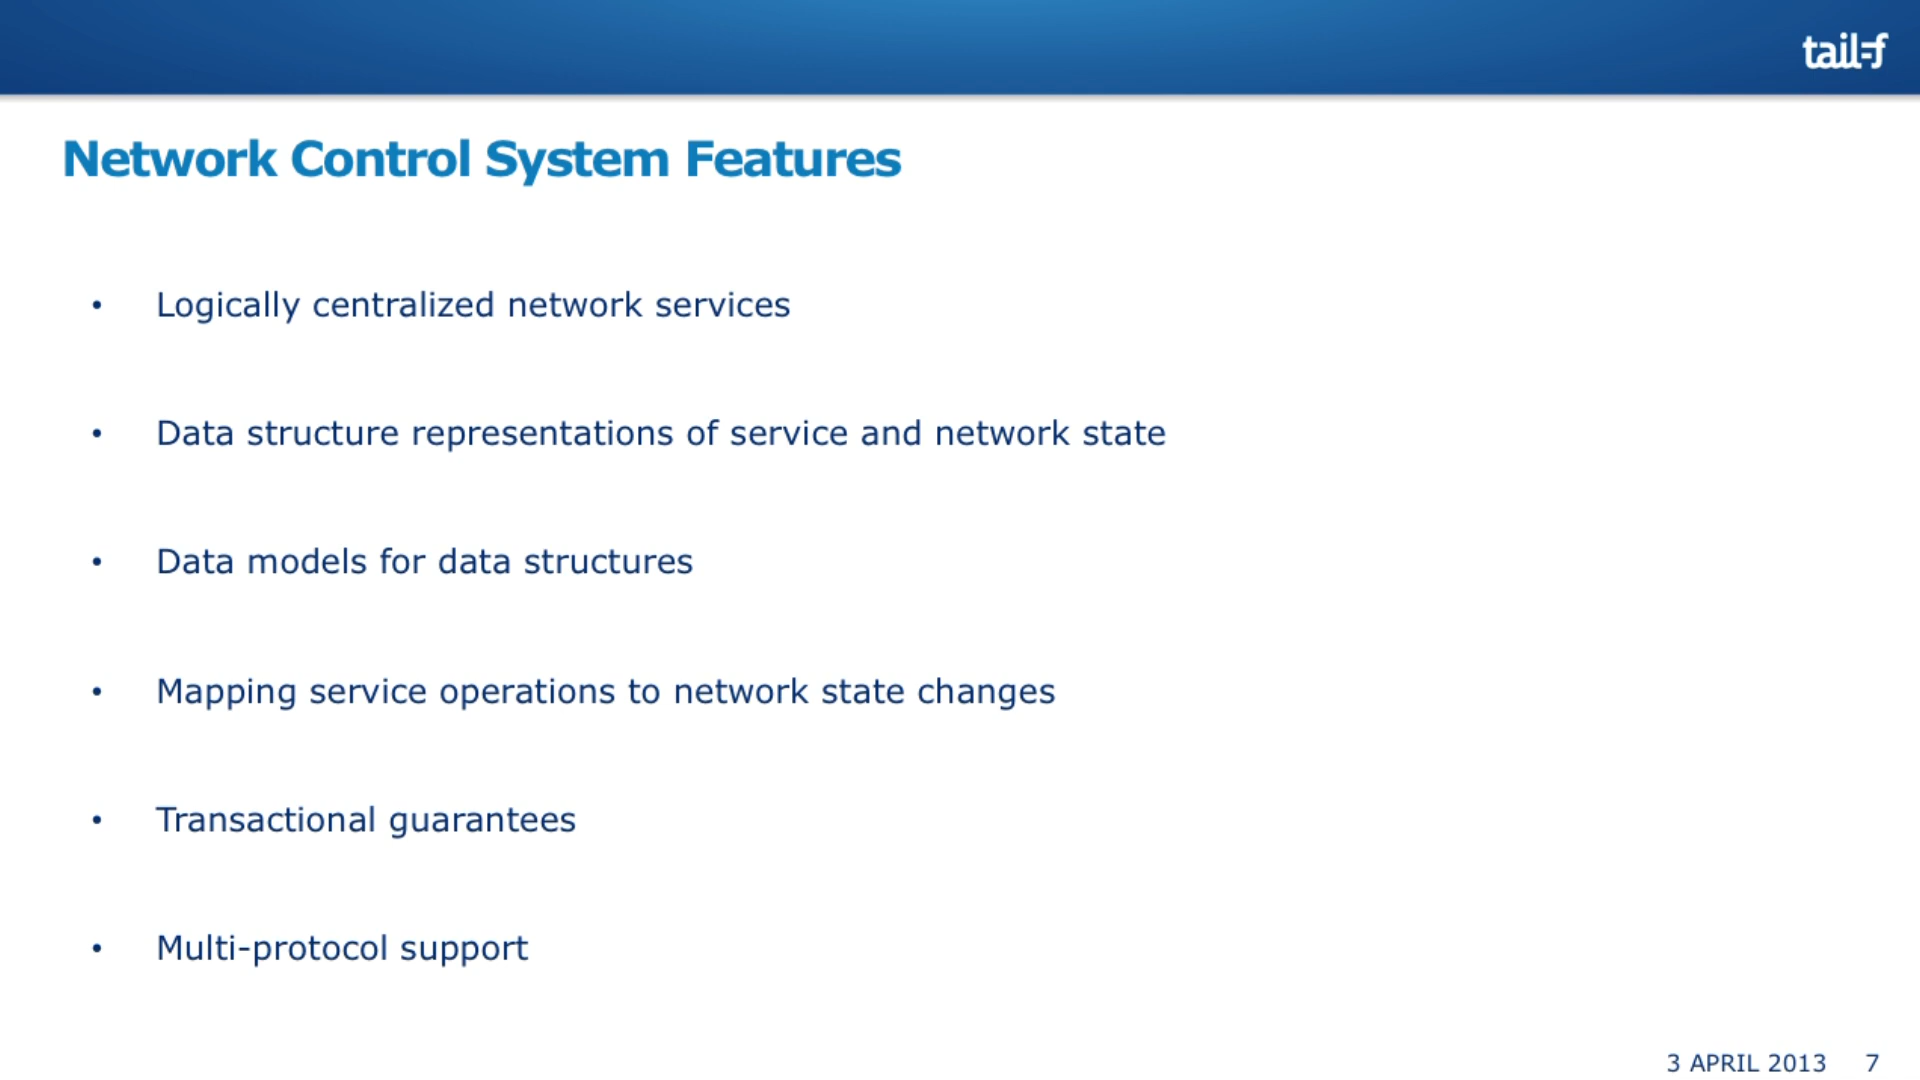 tail-f
Network Control System Features
• Logically centralized network services
• Data structure representations of service and network state
• Data models for data structures
• Mapping service operations to network state changes
• Transactional guarantees
• Multi-protocol support
3 APRIL 2013 7